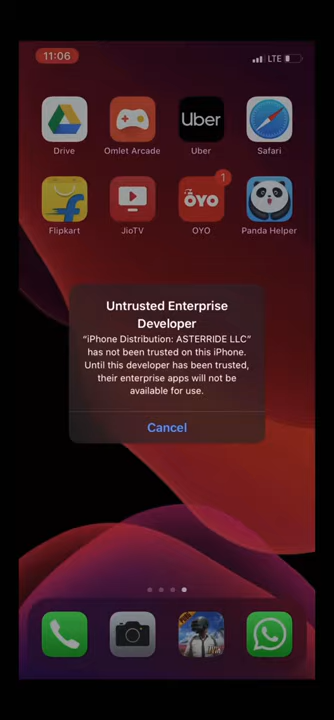 11:06
LTE
Drive
Omlet Arcade
Uber
Uber
Safari
1
OYO
Flipkart
JioTV
OYO
Panda Helper
Untrusted Enterprise
Developer
“iPhone Distribution: ASTERRIDE LLC”
has not been trusted on this iPhone.
Until this developer has been trusted,
their enterprise apps will not be
available for use.
Cancel